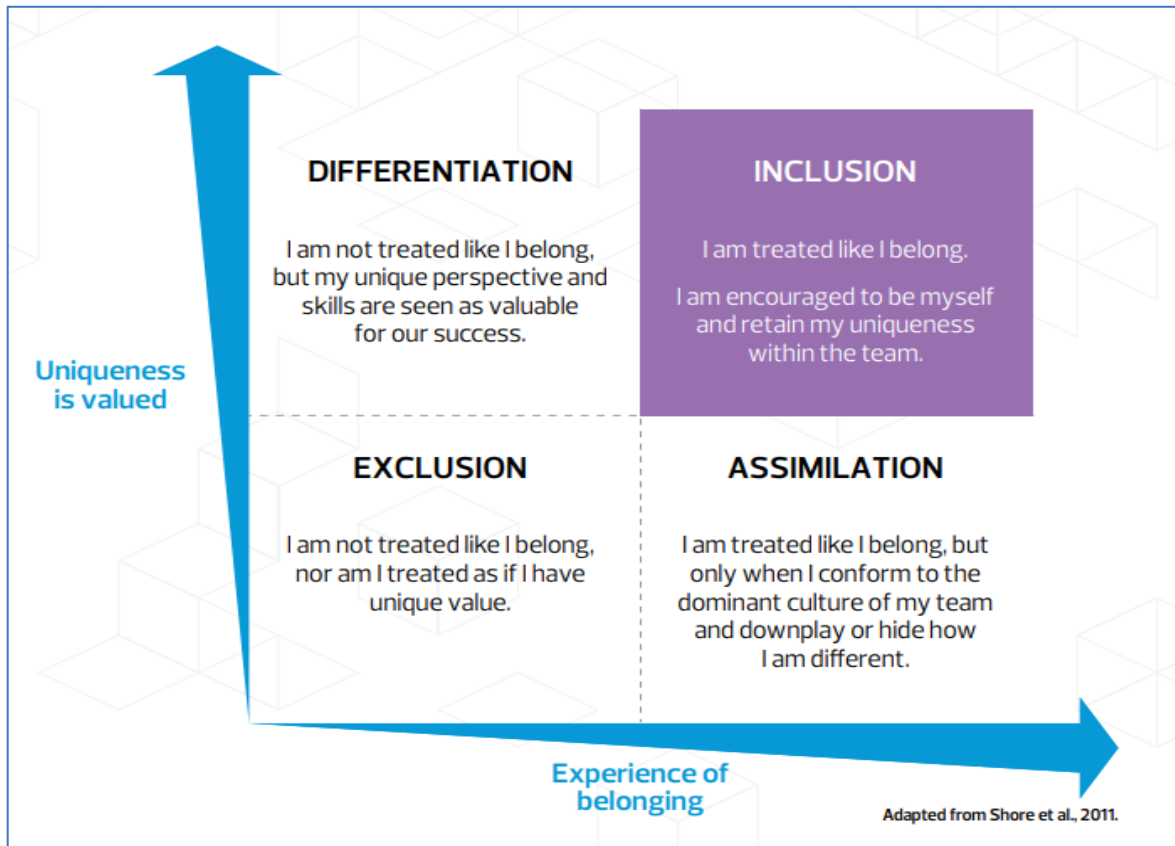 DIFFERENTIATION
I am not treated like I belong,
but my unique perspective and
skills are seen as valuable
for our success.
INCLUSION
I am treated like I belong.
I am encouraged to be myself
and retain my uniqueness
within the team.
Uniqueness
is valued
EXCLUSION
I am not treated like I belong,
nor am I treated as if I have
unique value.
ASSIMILATION
I am treated like I belong, but
only when I conform to the
dominant culture of my team
and downplay or hide how
I am different.
Experience of
belonging
Adapted from Shore et al., 2011.